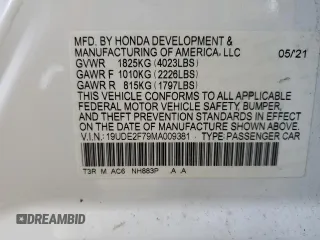 MFD. BY HONDA DEVELOPMENT &
MANUFACTURING OF AMERICA, LLC
05/21
GVWR 1825KG (4023LBS)
GAWR F 1010KG (2226LBS)
GAWR R 815KG (1797LBS)
THIS VEHICLE CONFORMS TO ALL APPLICABLE
FEDERAL MOTOR VEHICLE SAFETY, BUMPER,
AND THEFT PREVENTION STANDARDS IN EFFECT ON
THE DATE OF MANUFACTURE SHOWN ABOVE.
V.I.N.: 19UDE2F79MA009381 TYPE: PASSENGER CAR
T3R M AC6 NH883P A A
AUTOBIDMASTER